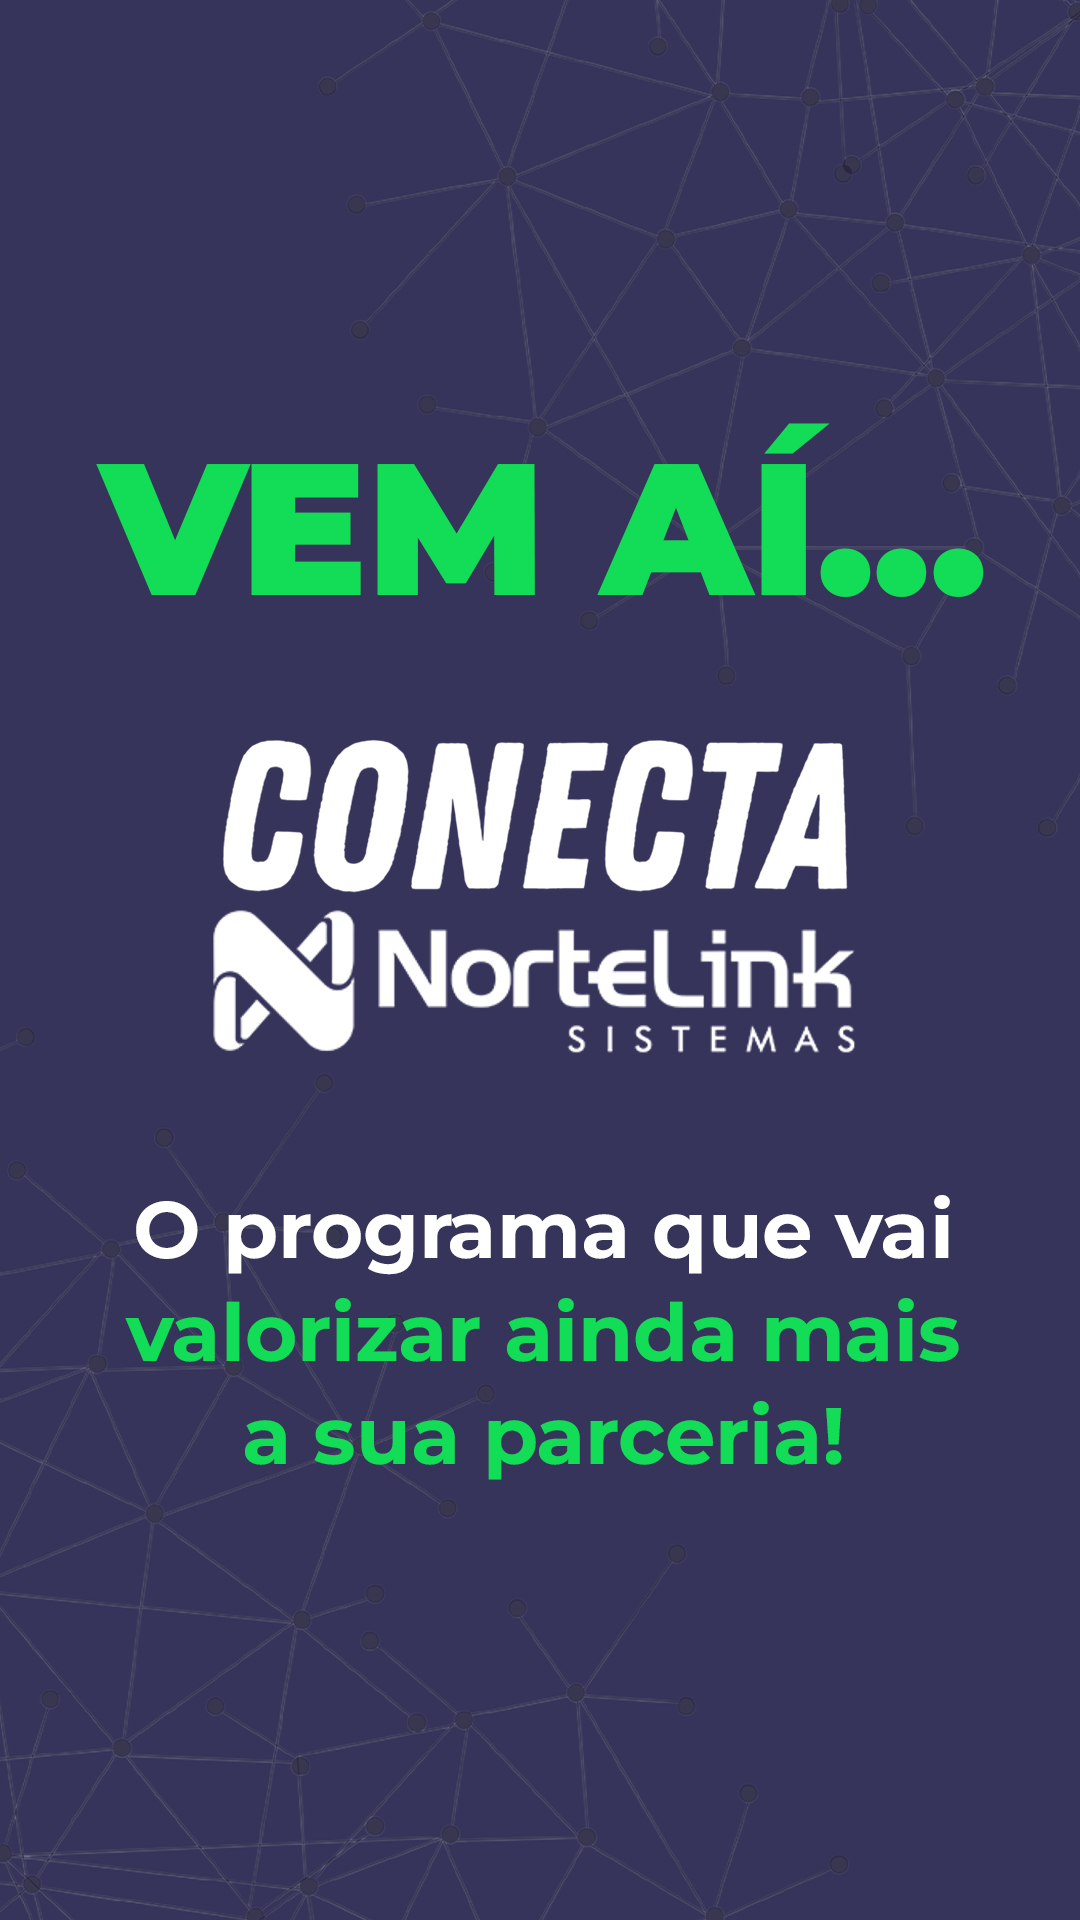 VEM AÍ...
CONECTA
NorteLink
SISTEMAS
O programa que vai
valorizar ainda mais
a sua parceria!